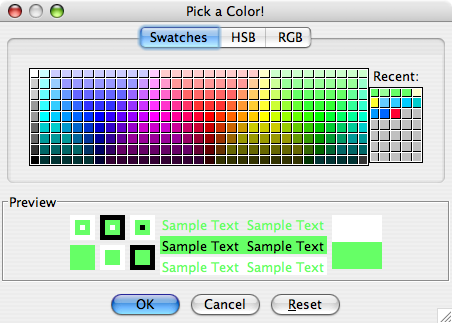 Pick a Color!
Swatches HSB RGB
Recent:
Preview
Sample Text Sample Text
Sample Text Sample Text
Sample Text Sample Text
OK Cancel Reset